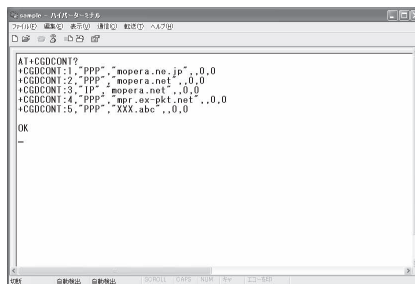 sample - ハイパーターミナル
ファイル(F) 編集(E) 表示(V) 通信(C) 転送(T) ヘルプ(H)
AT+CGDCONT?
+CGDCONT:1,"PPP","mopera.ne.jp",,0,0
+CGDCONT:2,"PPP","mopera.net",,0,0
+CGDCONT:3,"IP","mopera.net",,0,0
+CGDCONT:4,"PPP","mpr.ex-pkt.net",,0,0
+CGDCONT:5,"PPP","XXX.abc",,0,0
OK
切断 自動検出 自動検出 SCROLL CAPS NUM